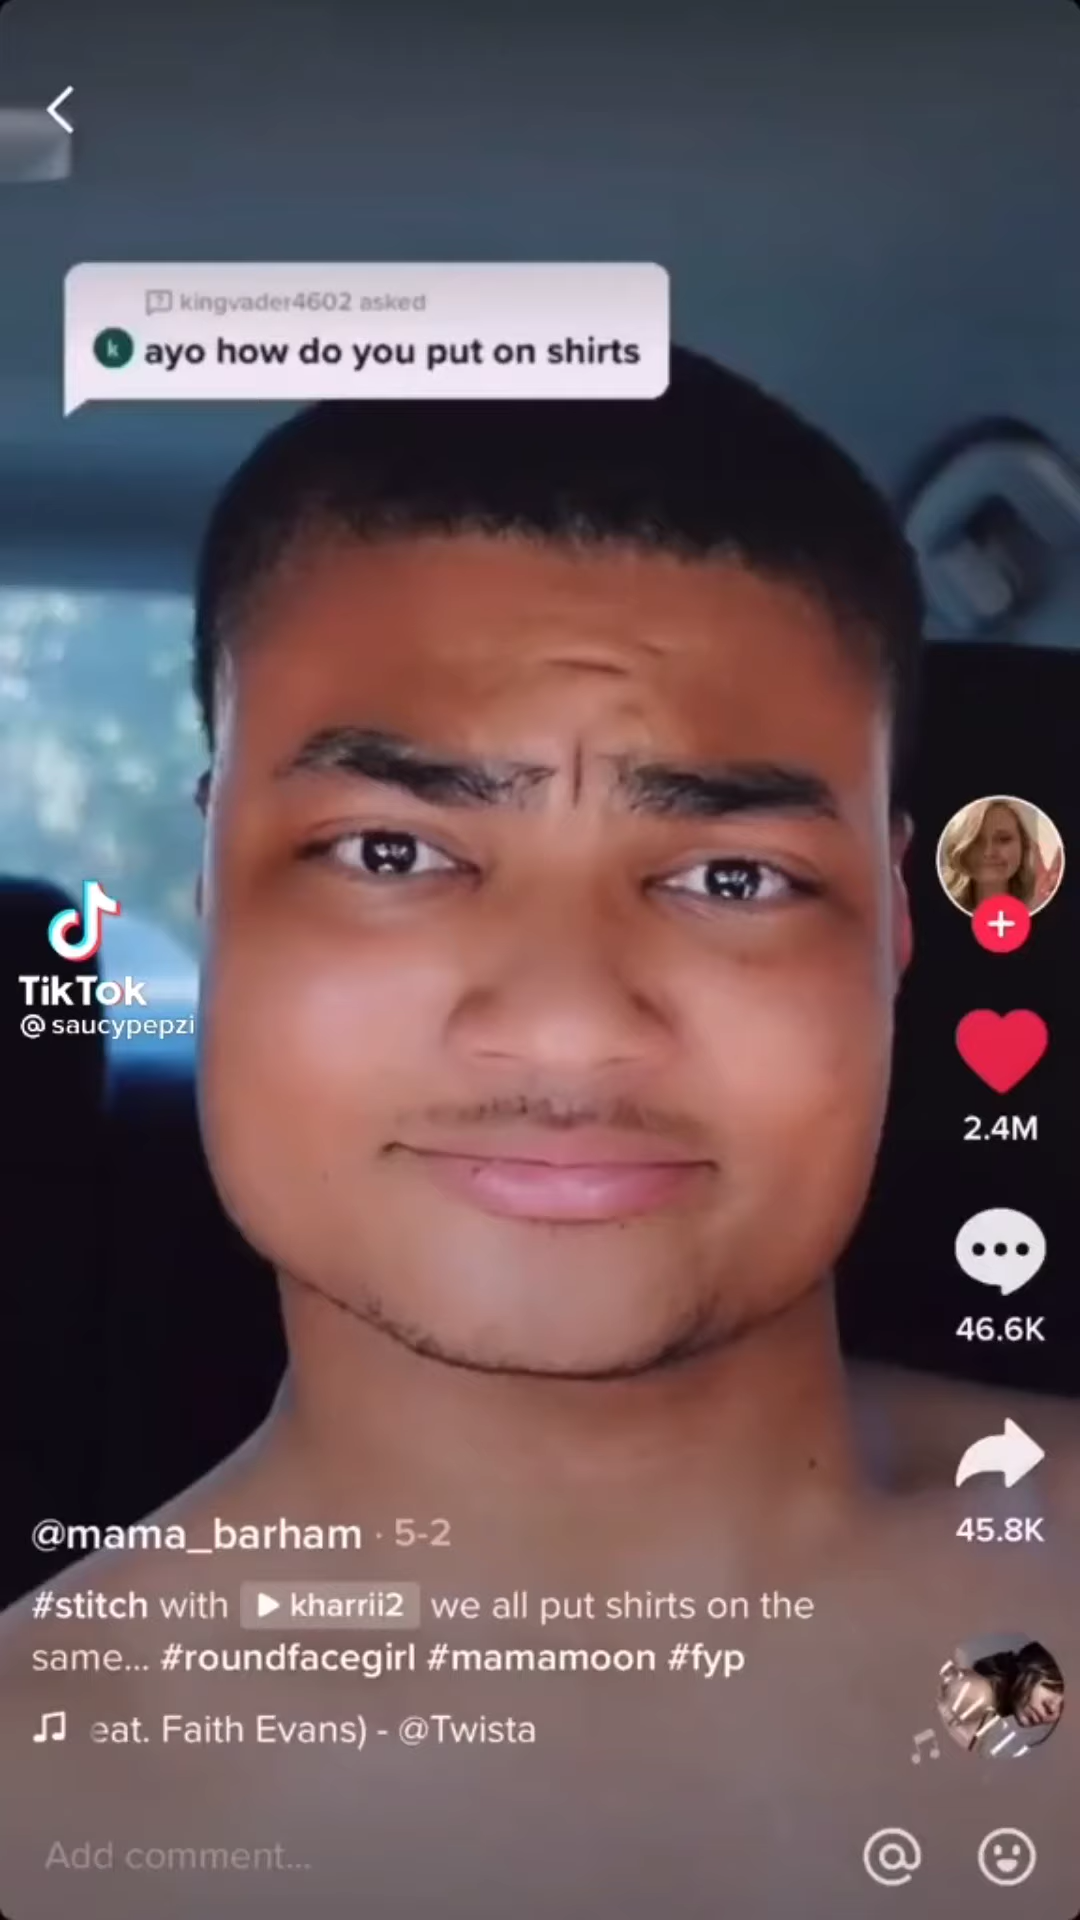 kingvader4602 asked
k
ayo how do you put on shirts
TikTok
@saucypepzi
2.4M
46.6K
45.8K
@mama_barham · 5-2
#stitch with ▶ kharrii2 we all put shirts on the
same... #roundfacegirl #mamamoon #fyp
eat. Faith Evans) - @Twista
Add comment...